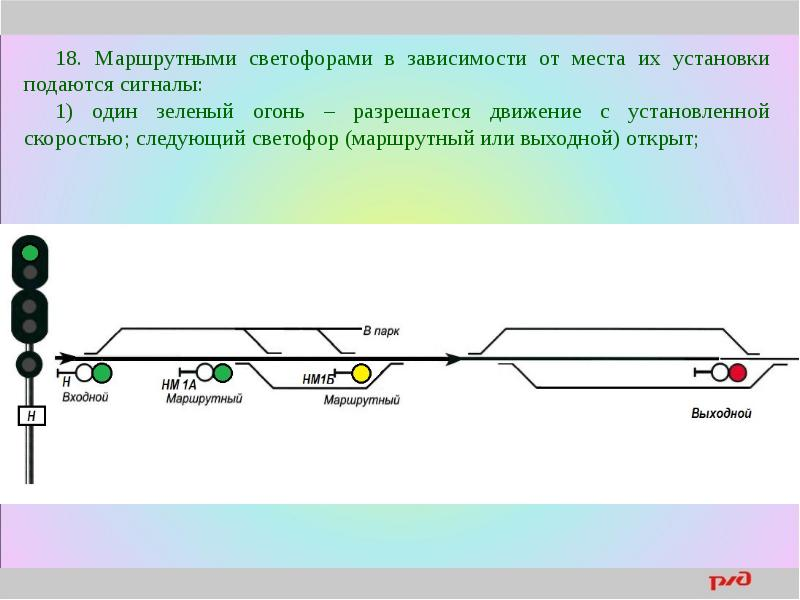 18. Маршрутными светофорами в зависимости от места их установки
подаются сигналы:
1) один зеленый огонь – разрешается движение с установленной
скоростью; следующий светофор (маршрутный или выходной) открыт;
В парк
Н
Входной
НМ 1А
Маршрутный
НМ1Б
Маршрутный
Выходной
Н
ржд